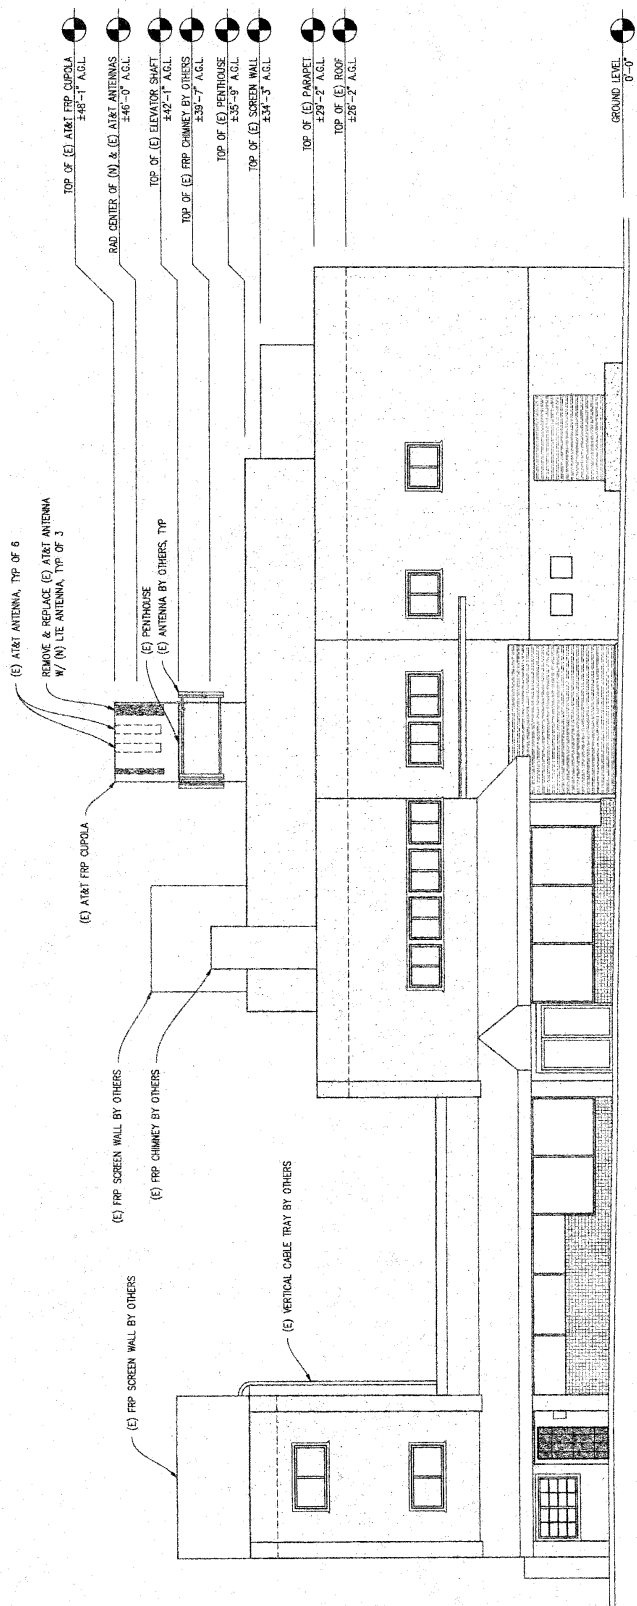 TOP OF (E) AT&T FRP CUPOLA
±48'-1" A.G.L.
RAD CENTER OF (N) & (E) AT&T ANTENNAS
±46'-0" A.G.L.
TOP OF (E) ELEVATOR SHAFT
±42'-1" A.G.L.
TOP OF (E) FRP CHIMNEY BY OTHERS
±39'-7" A.G.L.
TOP OF (E) PENTHOUSE
±35'-9" A.G.L.
TOP OF (E) SCREEN WALL
±34'-3" A.G.L.
TOP OF (E) PARAPET
±29'-2" A.G.L.
TOP OF (E) ROOF
±26'-2" A.G.L.
GROUND LEVEL
0'-0"
(E) AT&T ANTENNA, TYP OF 6
REMOVE & REPLACE (E) AT&T ANTENNA
W/ (N) LTE ANTENNA, TYP OF 3
(E) PENTHOUSE
(E) ANTENNA BY OTHERS, TYP
(E) AT&T FRP CUPOLA
(E) FRP SCREEN WALL BY OTHERS
(E) FRP CHIMNEY BY OTHERS
(E) VERTICAL CABLE TRAY BY OTHERS
(E) FRP SCREEN WALL BY OTHERS